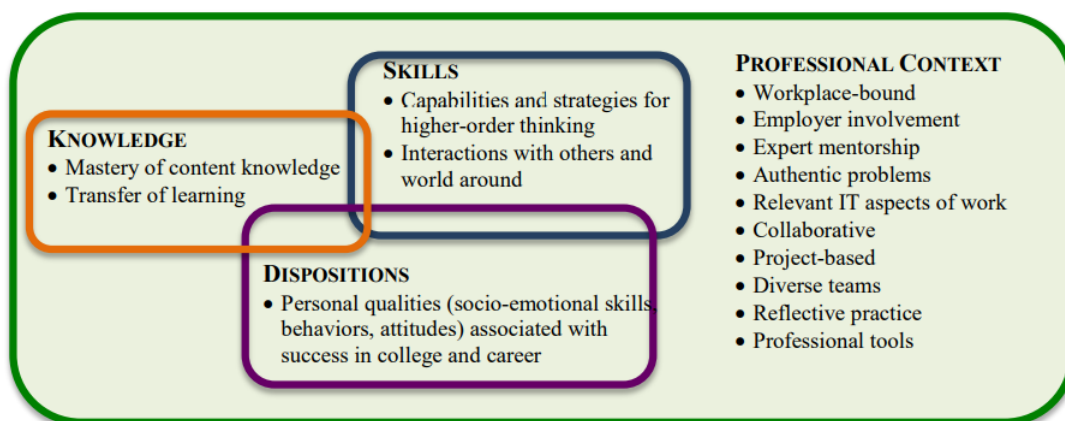 KNOWLEDGE
• Mastery of content knowledge
• Transfer of learning
SKILLS
• Capabilities and strategies for
higher-order thinking
• Interactions with others and
world around
DISPOSITIONS
• Personal qualities (socio-emotional skills,
behaviors, attitudes) associated with
success in college and career
PROFESSIONAL CONTEXT
• Workplace-bound
• Employer involvement
• Expert mentorship
• Authentic problems
• Relevant IT aspects of work
• Collaborative
• Project-based
• Diverse teams
• Reflective practice
• Professional tools